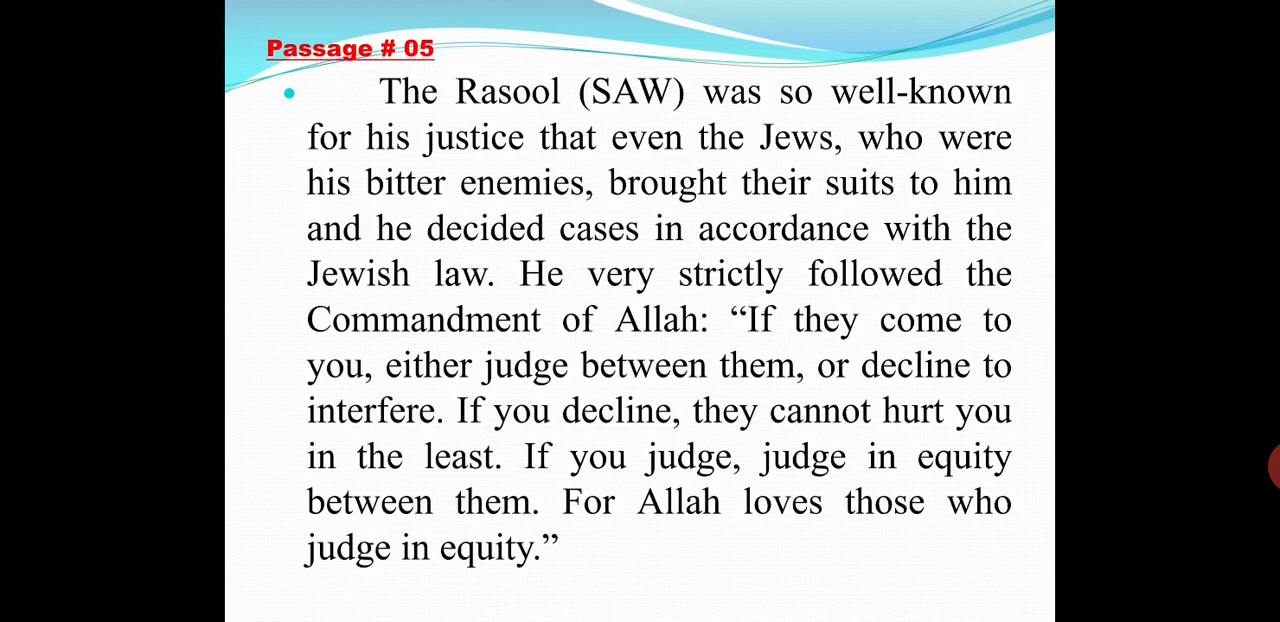 Passage # 05
• The Rasool (SAW) was so well-known
for his justice that even the Jews, who were
his bitter enemies, brought their suits to him
and he decided cases in accordance with the
Jewish law. He very strictly followed the
Commandment of Allah: “If they come to
you, either judge between them, or decline to
interfere. If you decline, they cannot hurt you
in the least. If you judge, judge in equity
between them. For Allah loves those who
judge in equity.”